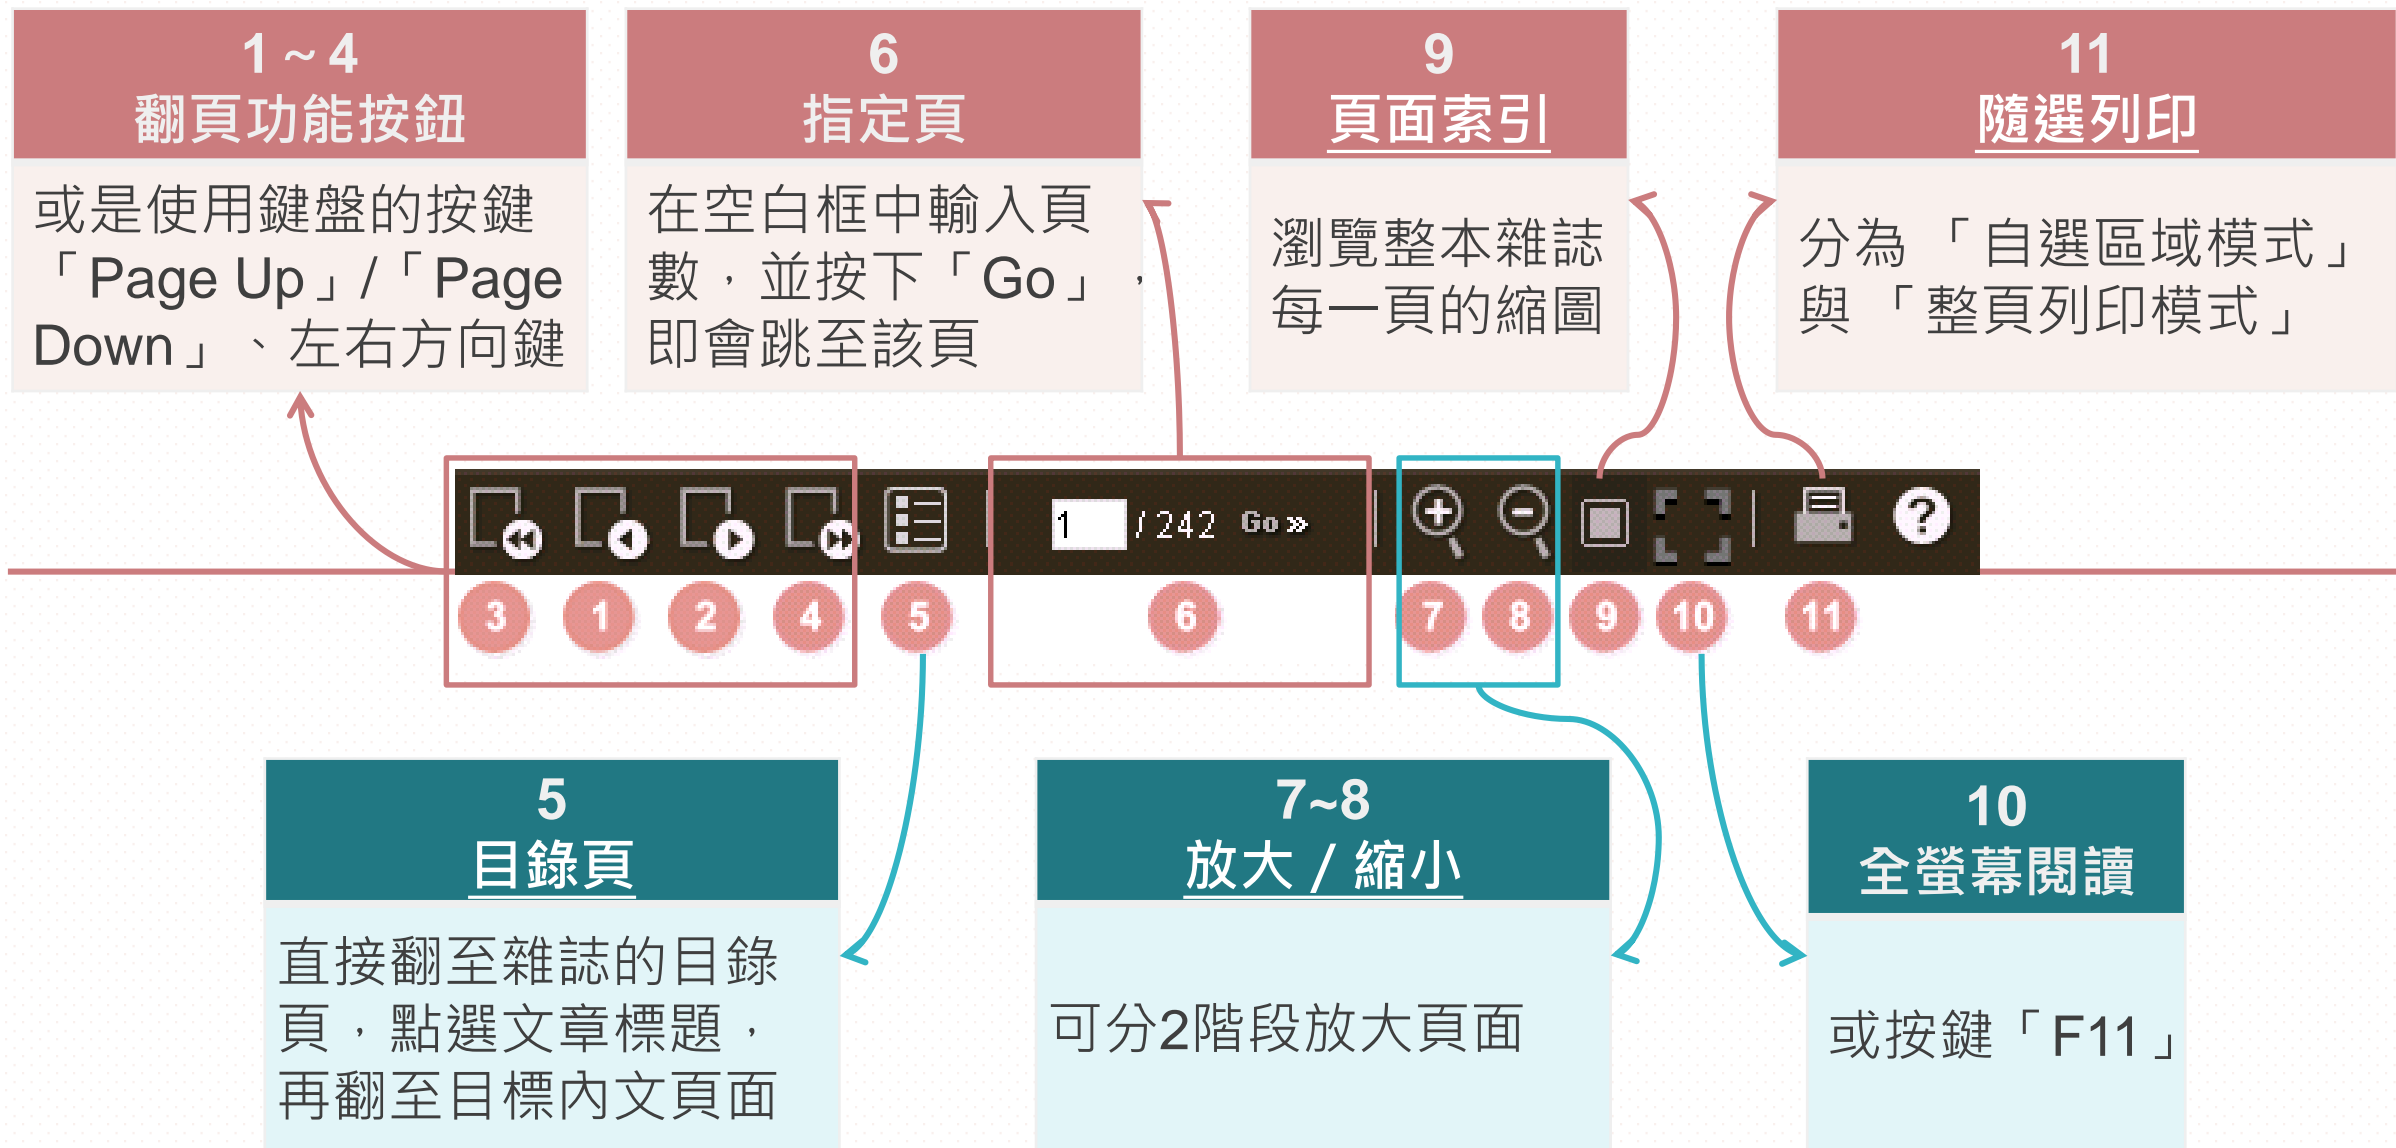 1 ~ 4
翻頁功能按鈕
或是使用鍵盤的按鍵
「Page Up」/「Page
Down」、左右方向鍵
6
指定頁
在空白框中輸入頁
數，並按下「Go」，
即會跳至該頁
9
頁面索引
瀏覽整本雜誌
每一頁的縮圖
11
隨選列印
分為 「自選區域模式」
與 「整頁列印模式」
1 / 242 Go »
?
3 1 2 4 5 6 7 8 9 10 11
5
目錄頁
直接翻至雜誌的目錄
頁，點選文章標題，
再翻至目標內文頁面
7~8
放大 / 縮小
可分2階段放大頁面
10
全螢幕閱讀
或按鍵「F11」